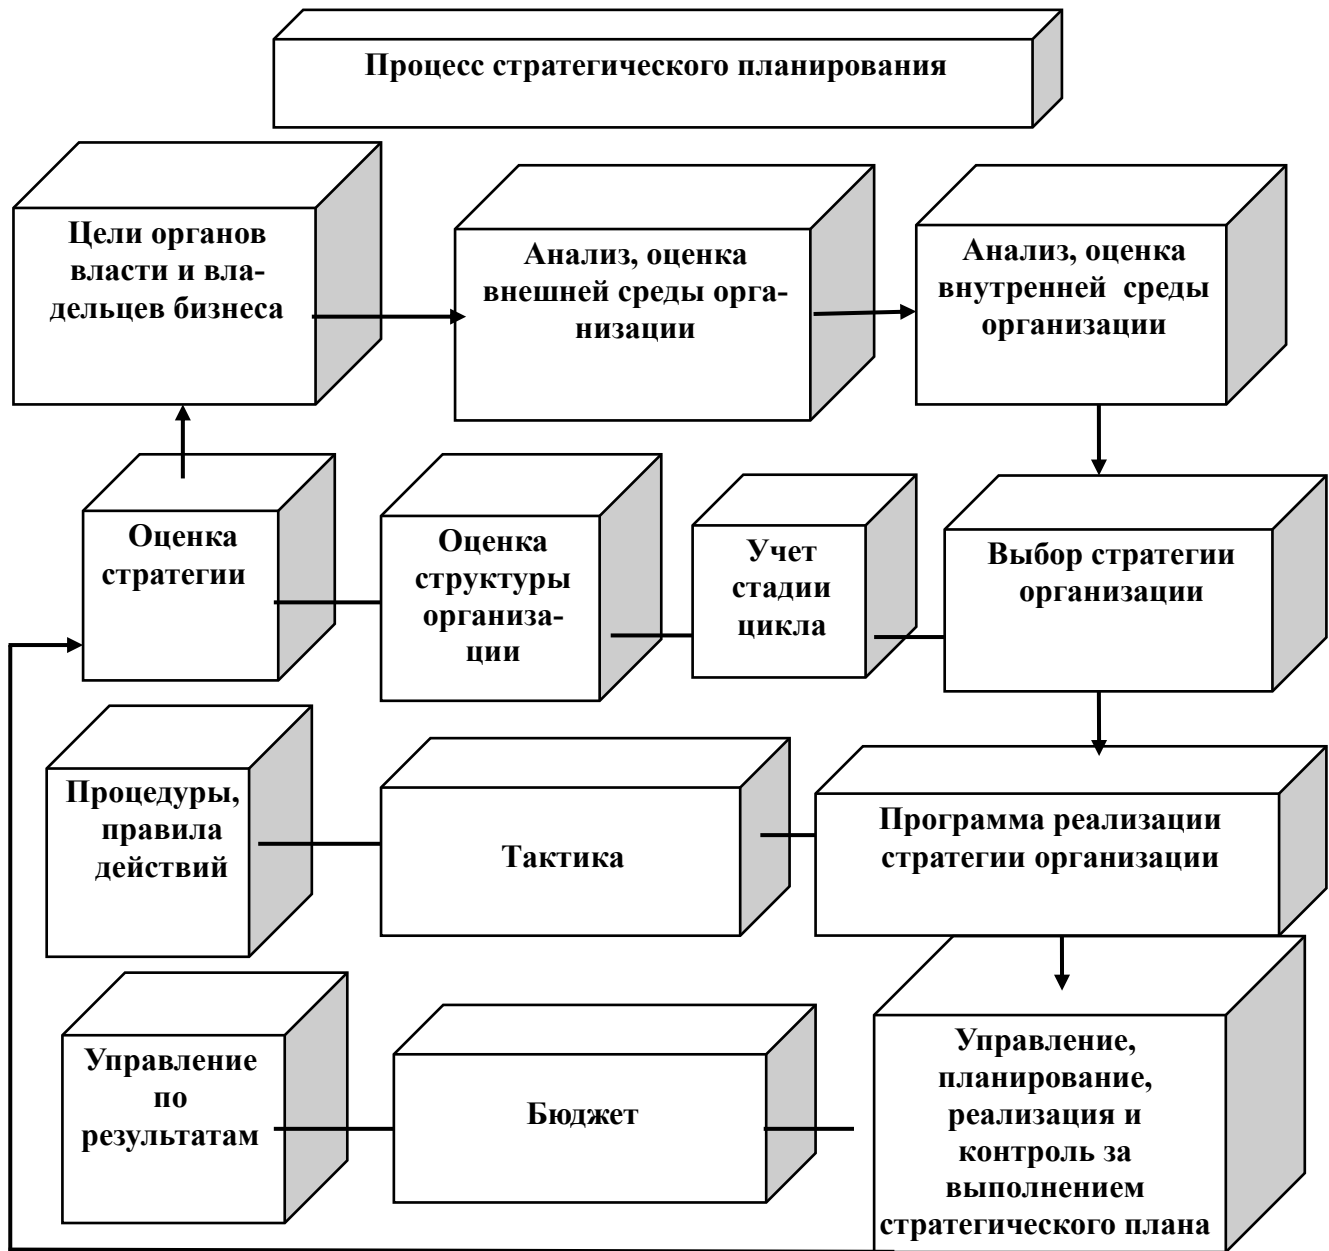 Процесс стратегического планирования
Цели органов
власти и вла-
дельцев бизнеса
Анализ, оценка
внешней среды орга-
низации
Анализ, оценка
внутренней среды
организации
Оценка
стратегии
Оценка
структуры
организа-
ции
Учет
стадии
цикла
Выбор стратегии
организации
Процедуры,
правила
действий
Тактика
Программа реализации
стратегии организации
Управление
по
результатам
Бюджет
Управление,
планирование,
реализация и
контроль за
выполнением
стратегического плана